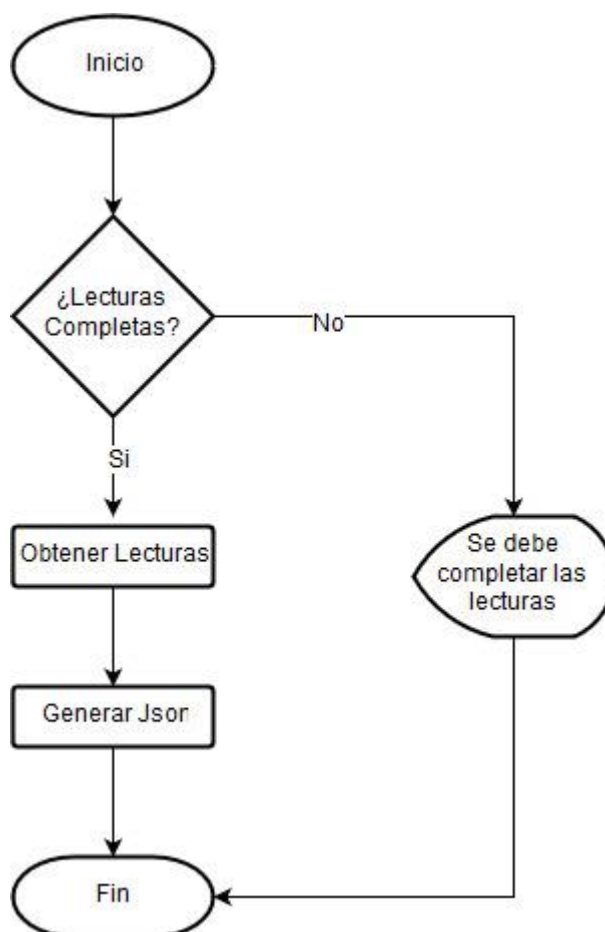 Inicio
¿Lecturas
Completas?
No
Si
Obtener Lecturas
Se debe
completar las
lecturas
Generar Json
Fin